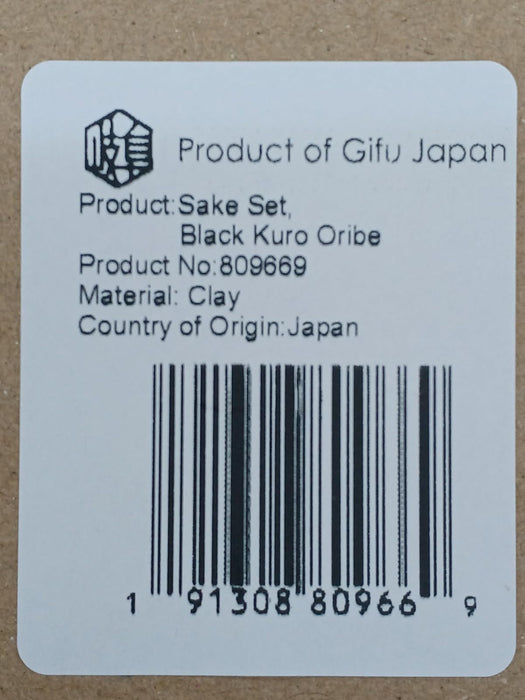 Product of Gifu Japan
Product:Sake Set,
Black Kuro Oribe
Product No:809669
Material: Clay
Country of Origin:Japan
1 91308 80966 9